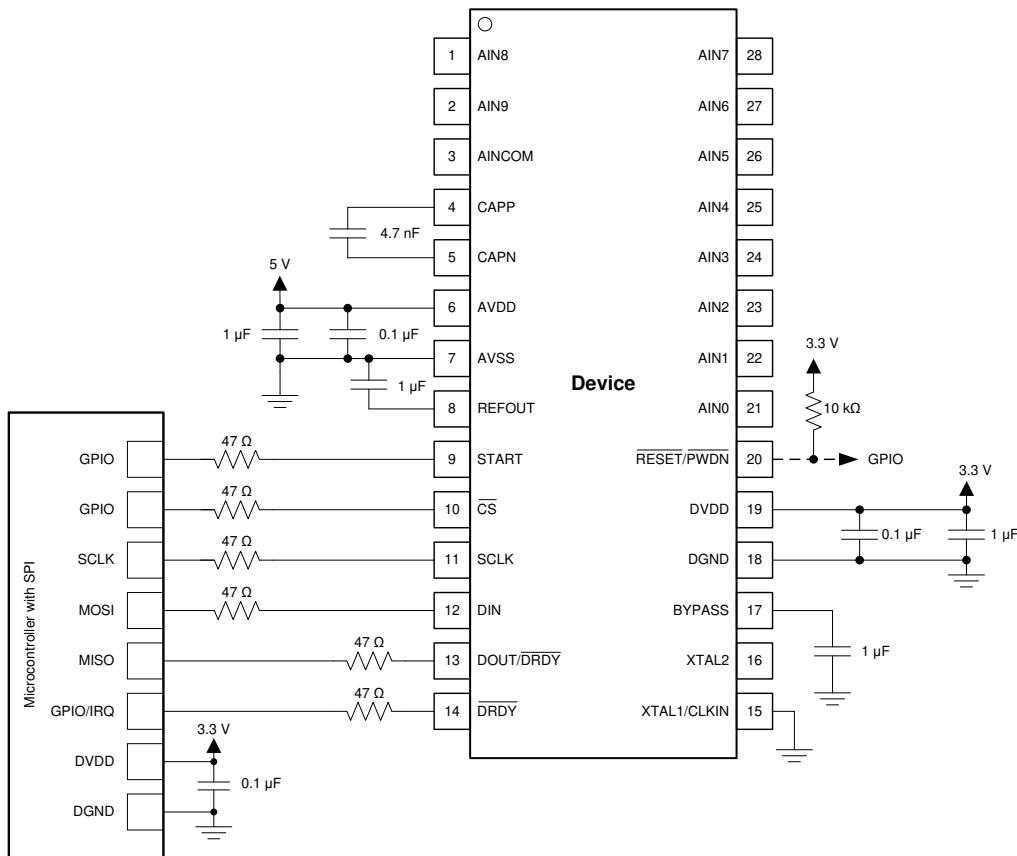 1 AIN8 AIN7 28
2 AIN9 AIN6 27
3 AINCOM AIN5 26
4 CAPP AIN4 25
4.7 nF
5 CAPN AIN3 24
5 V
6 AVDD AIN2 23
1 µF 0.1 µF
7 AVSS AIN1 22
3.3 V
1 µF
Device
8 REFOUT AIN0 21
10 kΩ
GPIO 47 Ω 9 START RESET/PWDN 20 GPIO
3.3 V
GPIO 47 Ω 10 CS DVDD 19
0.1 µF 1 µF
SCLK 47 Ω 11 SCLK DGND 18
MOSI 47 Ω 12 DIN BYPASS 17
1 µF
MISO 47 Ω 13 DOUT/DRDY XTAL2 16
GPIO/IRQ 47 Ω 14 DRDY XTAL1/CLKIN 15
3.3 V
DVDD
0.1 µF
DGND
Microcontroller with SPI